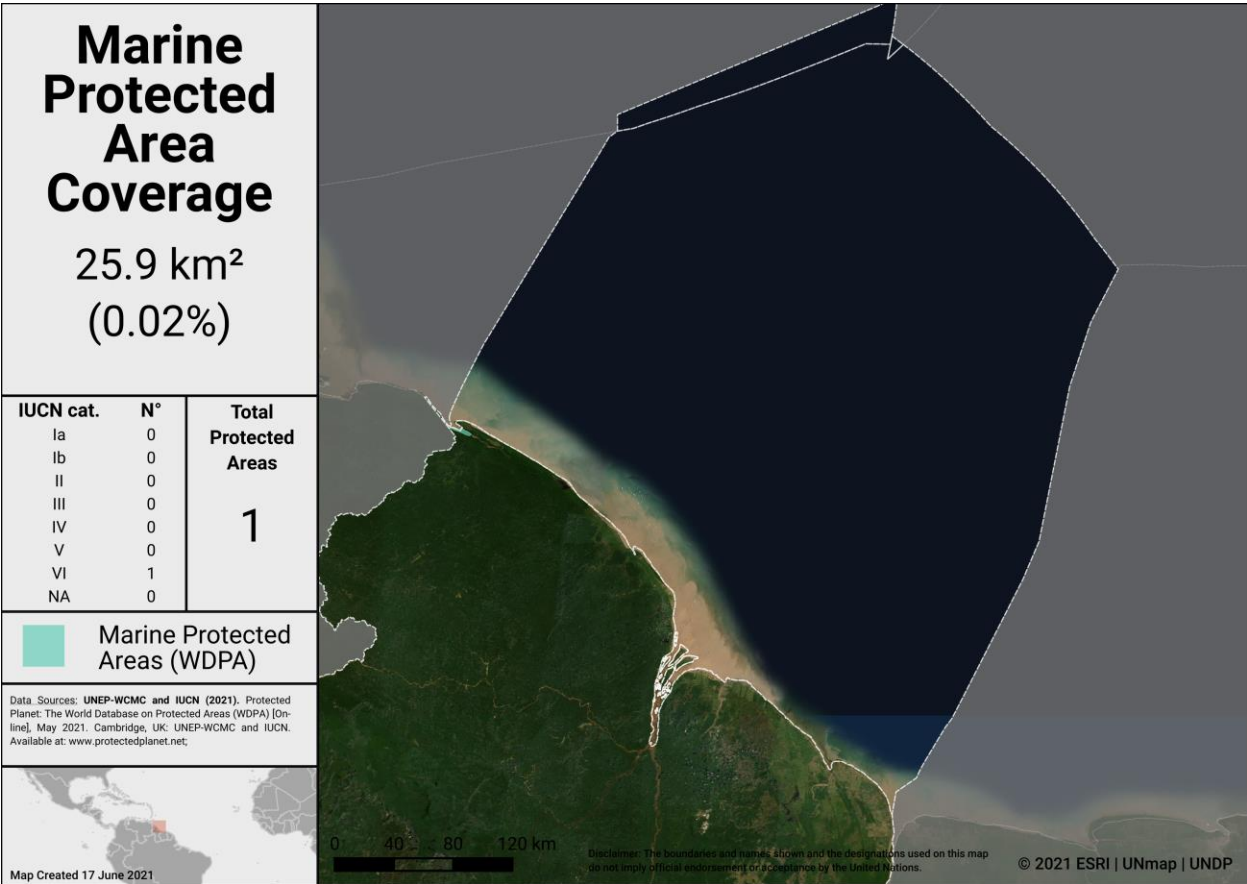 Marine
Protected
Area
Coverage
25.9 km²
(0.02%)
IUCN cat. N°
Ia 0
Ib 0
II 0
III 0
IV 0
V 0
VI 1
NA 0
Total
Protected
Areas
1
Marine Protected
Areas (WDPA)
Data Sources: UNEP-WCMC and IUCN (2021). Protected
Planet: The World Database on Protected Areas (WDPA) [On-
line], May 2021. Cambridge, UK: UNEP-WCMC and IUCN.
Available at: www.protectedplanet.net;
Map Created 17 June 2021
0 40 80 120 km
Disclaimer: The boundaries and names shown and the designations used on this map
do not imply official endorsement or acceptance by the United Nations.
© 2021 ESRI | UNmap | UNDP